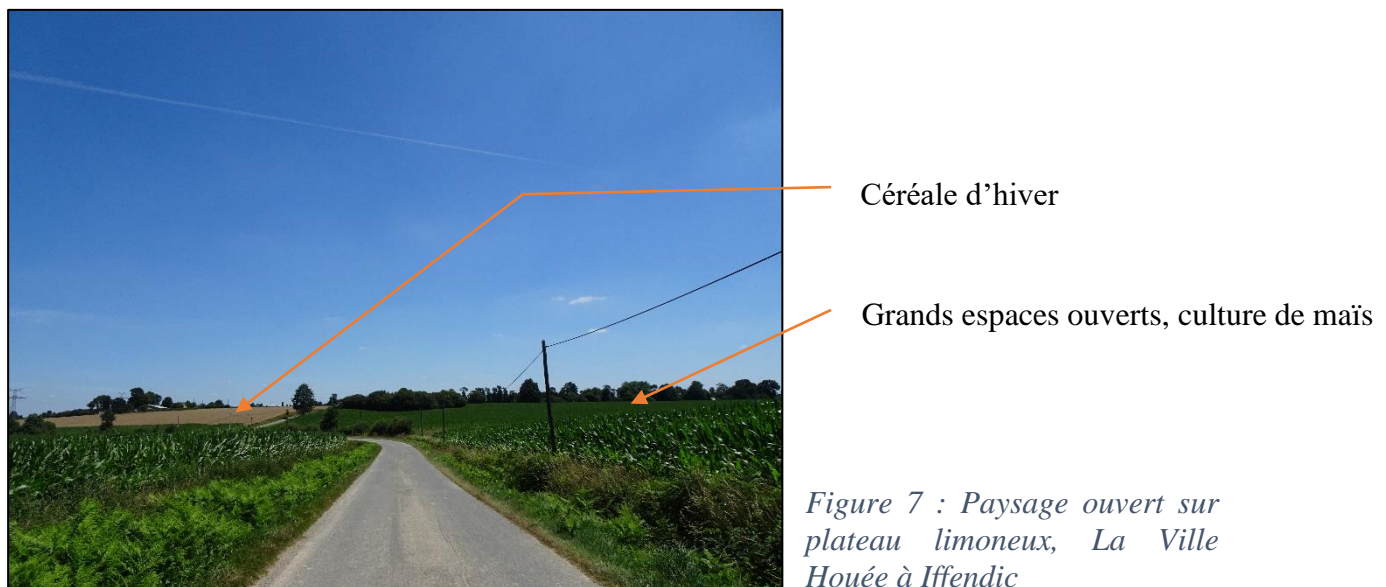 Céréale d’hiver
Grands espaces ouverts, culture de maïs
Figure 7 : Paysage ouvert sur
plateau limoneux, La Ville
Houée à Iffendic